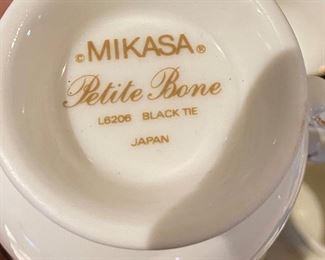 © MIKASA ®
Petite Bone
L6206 BLACK TIE
JAPAN